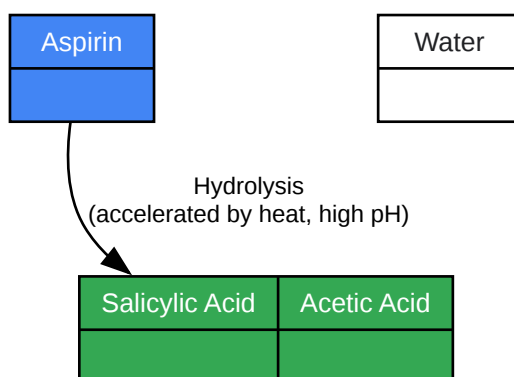 Aspirin
Water
Hydrolysis
(accelerated by heat, high pH)
Salicylic Acid
Acetic Acid